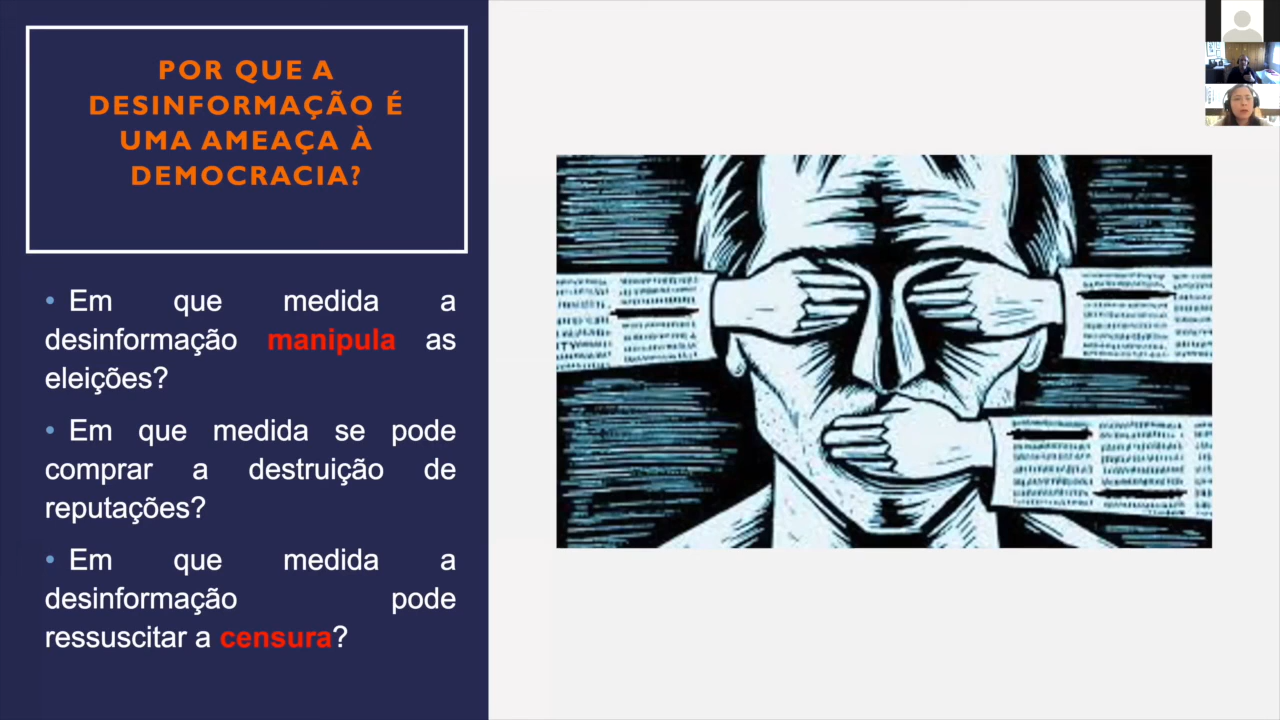 POR QUE A
DESINFORMAÇÃO É
UMA AMEAÇA À
DEMOCRACIA?
• Em que medida a
desinformação manipula as
eleições?
• Em que medida se pode
comprar a destruição de
reputações?
• Em que medida a
desinformação pode
ressuscitar a censura?